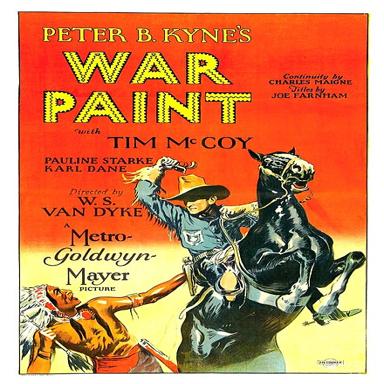 PETER B. KYNE'S
WAR
PAINT
Continuity by
CHARLES MAIGNE
Titles by
JOE FARNHAM
with
TIM McCOY
PAULINE STARKE
KARL DANE
Directed by
W. S.
VAN DYKE
A
Metro-
Goldwyn-
Mayer
PICTURE